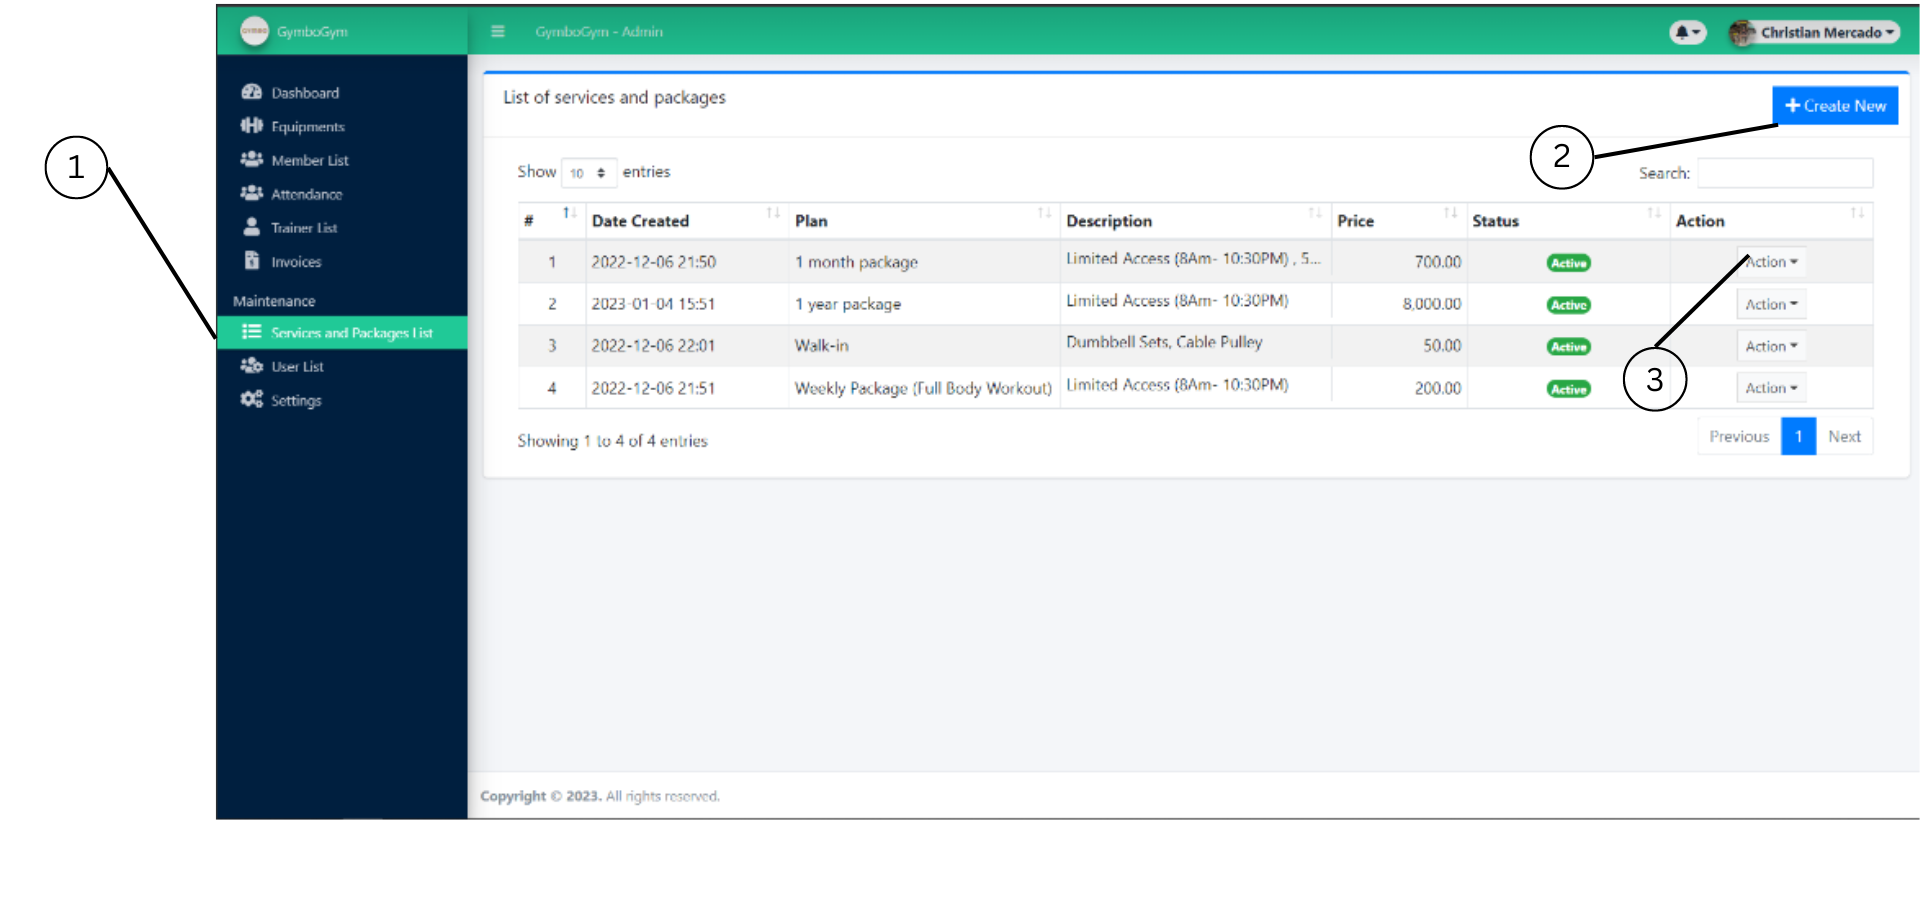 GYMBO GymboGym
GymboGym - Admin
Christian Mercado
Dashboard
Equipments
Member List
Attendance
Trainer List
Invoices
Maintenance
Services and Packages List
User List
Settings
1
List of services and packages
+ Create New
2
Show 10 entries
Search:
# Date Created Plan Description Price Status Action
1 2022-12-06 21:50 1 month package Limited Access (8Am- 10:30PM) , 5... 700.00 Active Action
2 2023-01-04 15:51 1 year package Limited Access (8Am- 10:30PM) 8,000.00 Active Action
3 2022-12-06 22:01 Walk-in Dumbbell Sets, Cable Pulley 50.00 Active Action
4 2022-12-06 21:51 Weekly Package (Full Body Workout) Limited Access (8Am- 10:30PM) 200.00 Active Action
3
Showing 1 to 4 of 4 entries
Previous 1 Next
Copyright © 2023. All rights reserved.